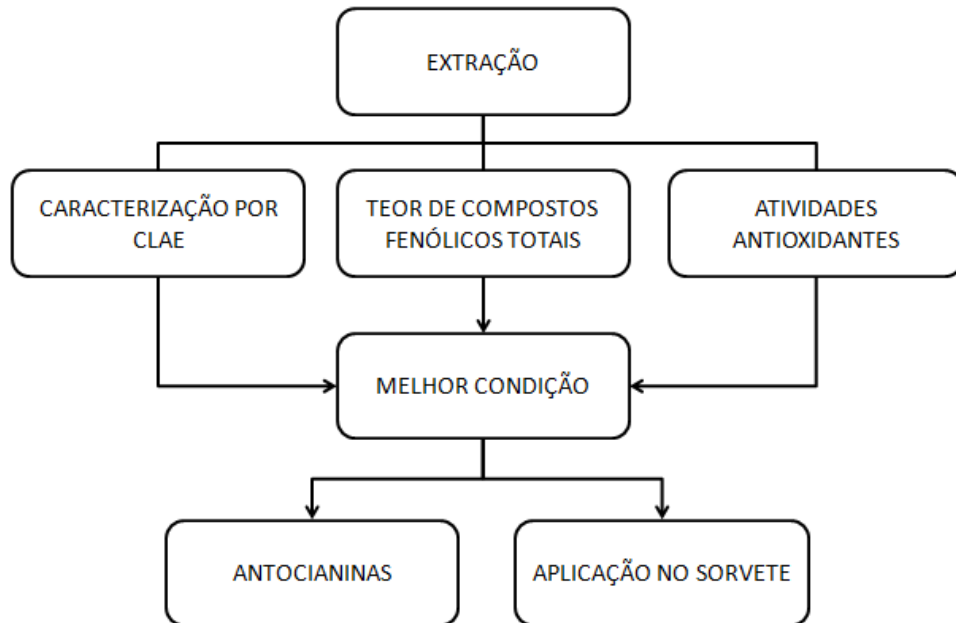 EXTRAÇÃO
CARACTERIZAÇÃO POR
CLAE
TEOR DE COMPOSTOS
FENÓLICOS TOTAIS
ATIVIDADES
ANTIOXIDANTES
MELHOR CONDIÇÃO
ANTOCIANINAS
APLICAÇÃO NO SORVETE